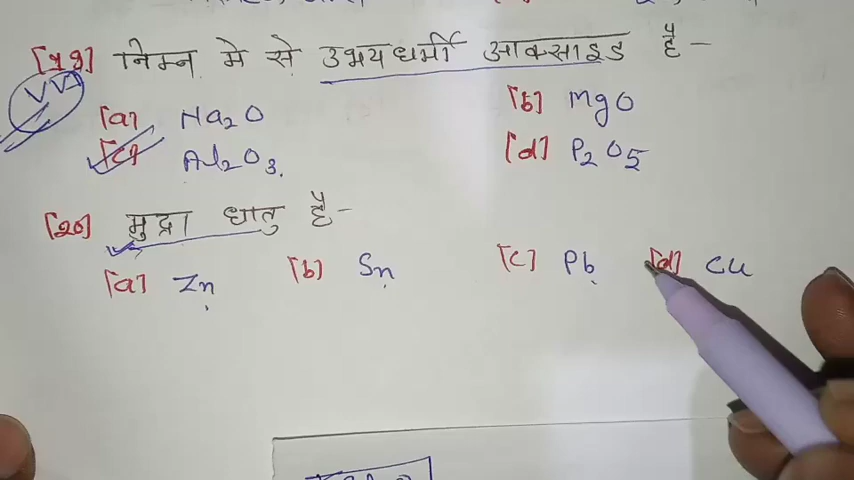 [19] निम्न में से उभयधर्मी आक्साइड है -
VVI
[a] Na2O [b] MgO
[c] Al2O3. [d] P2O5
[20] मुद्रा धातु है -
[a] Zn [b] Sn [c] Pb [d] Cu